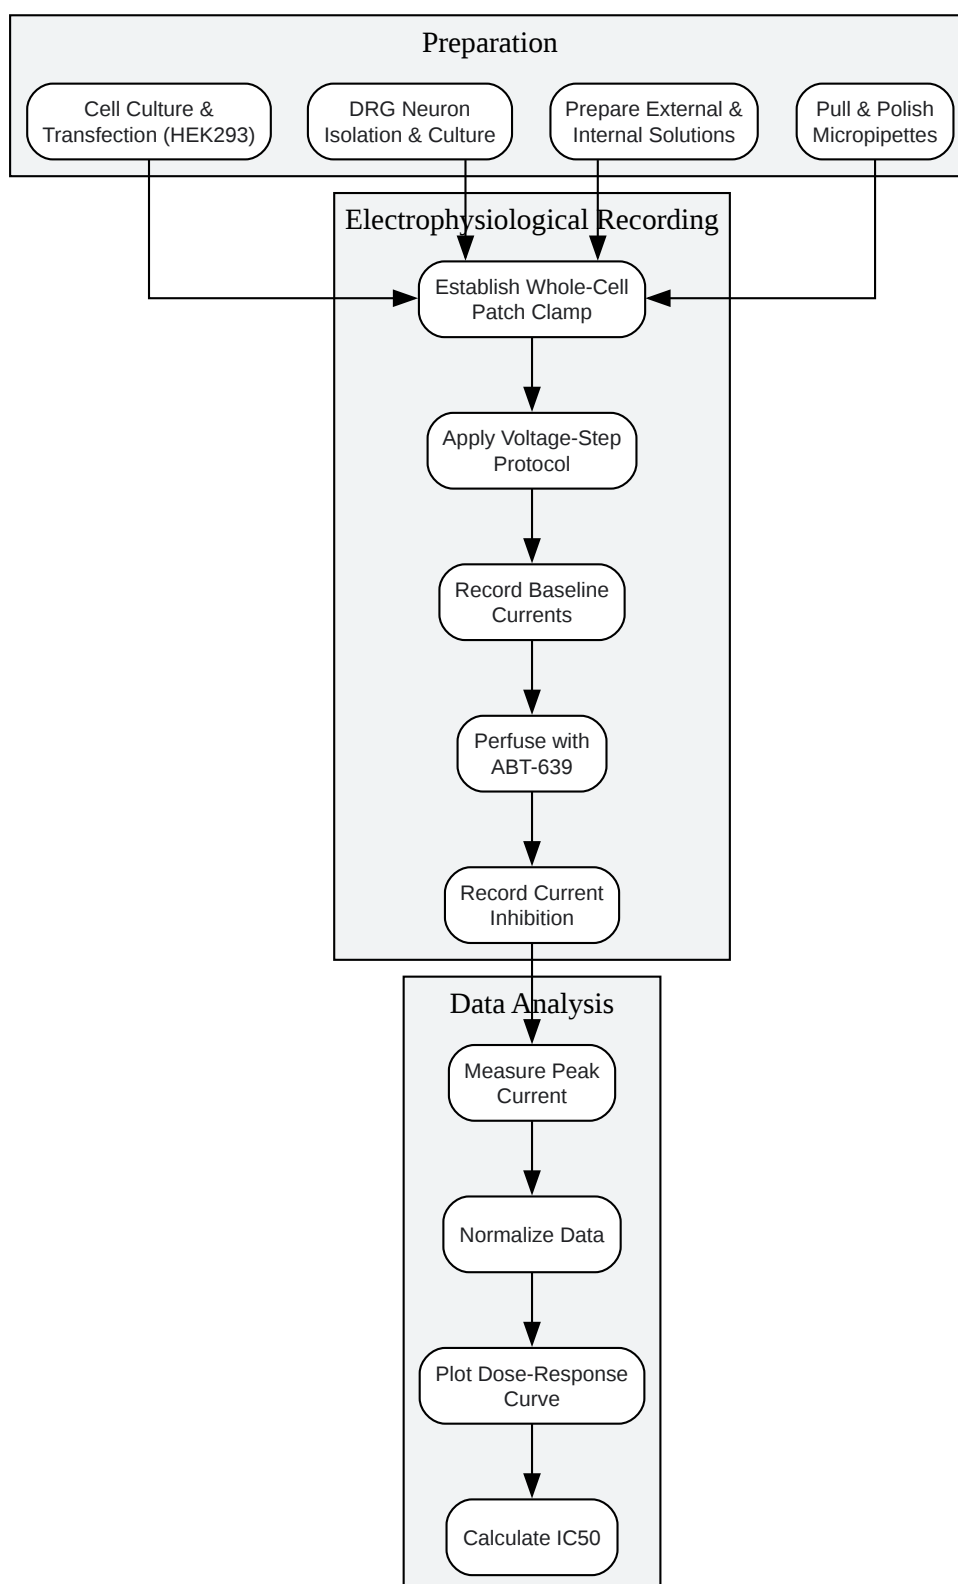 Preparation
Cell Culture &
Transfection (HEK293)
DRG Neuron
Isolation & Culture
Prepare External &
Internal Solutions
Pull & Polish
Micropipettes
Electrophysiological Recording
Establish Whole-Cell
Patch Clamp
Apply Voltage-Step
Protocol
Record Baseline
Currents
Perfuse with
ABT-639
Record Current
Inhibition
Data Analysis
Measure Peak
Current
Normalize Data
Plot Dose-Response
Curve
Calculate IC50